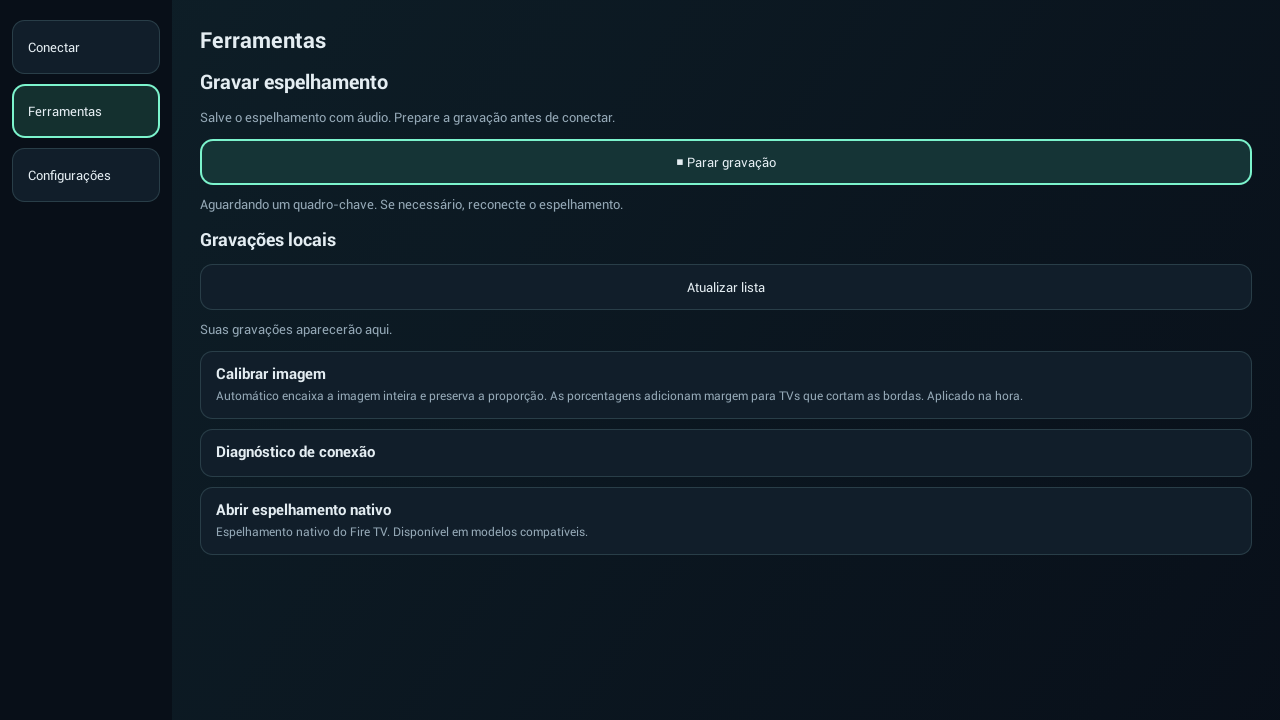 Conectar
Ferramentas
Configurações
Ferramentas
Gravar espelhamento
Salve o espelhamento com áudio. Prepare a gravação antes de conectar.
■ Parar gravação
Aguardando um quadro-chave. Se necessário, reconecte o espelhamento.
Gravações locais
Atualizar lista
Suas gravações aparecerão aqui.
Calibrar imagem
Automático encaixa a imagem inteira e preserva a proporção. As porcentagens adicionam margem para TVs que cortam as bordas. Aplicado na hora.
Diagnóstico de conexão
Abrir espelhamento nativo
Espelhamento nativo do Fire TV. Disponível em modelos compatíveis.